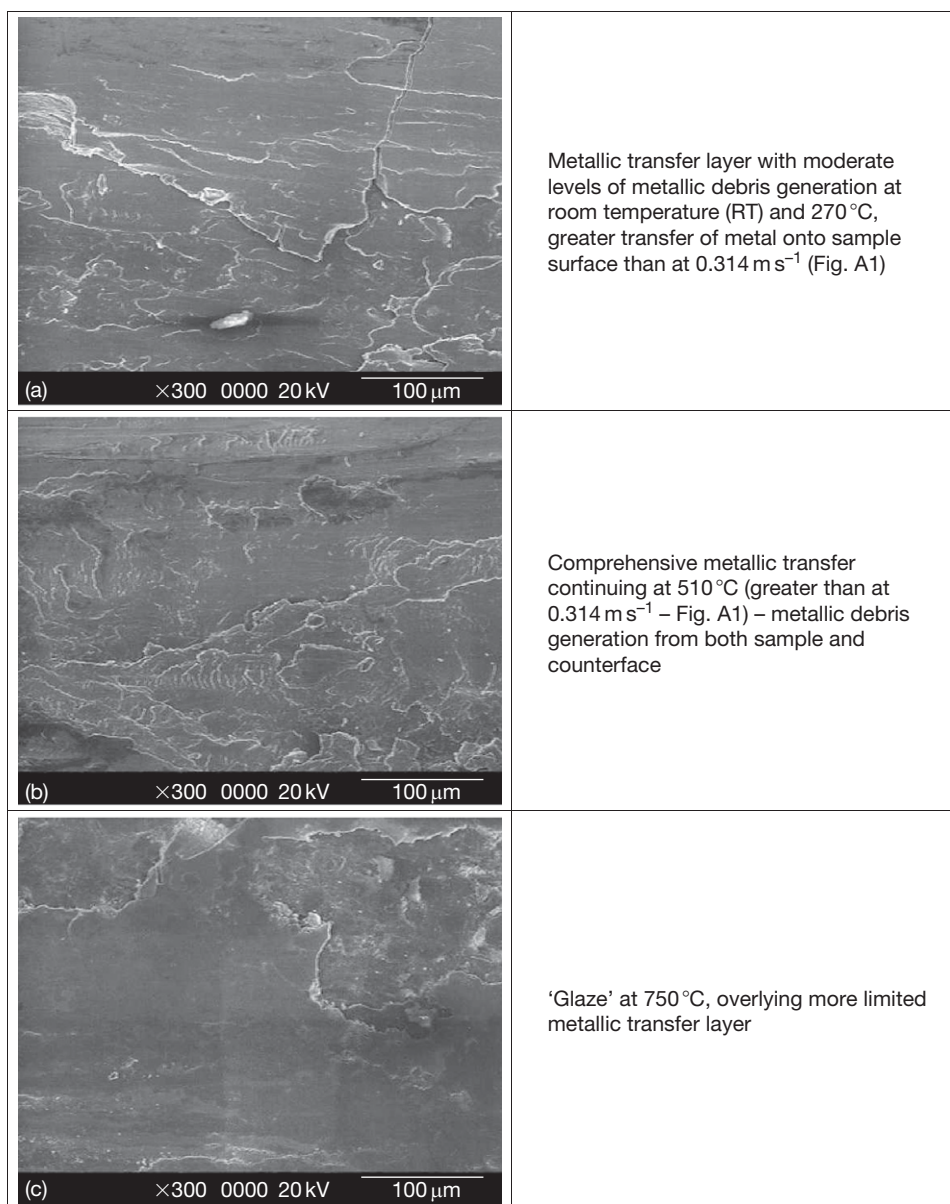 (a) ×300 0000 20 kV 100 μm
Metallic transfer layer with moderate
levels of metallic debris generation at
room temperature (RT) and 270 °C,
greater transfer of metal onto sample
surface than at 0.314 m s⁻¹ (Fig. A1)
(b) ×300 0000 20 kV 100 μm
Comprehensive metallic transfer
continuing at 510 °C (greater than at
0.314 m s⁻¹ – Fig. A1) – metallic debris
generation from both sample and
counterface
(c) ×300 0000 20 kV 100 μm
‘Glaze’ at 750 °C, overlying more limited
metallic transfer layer